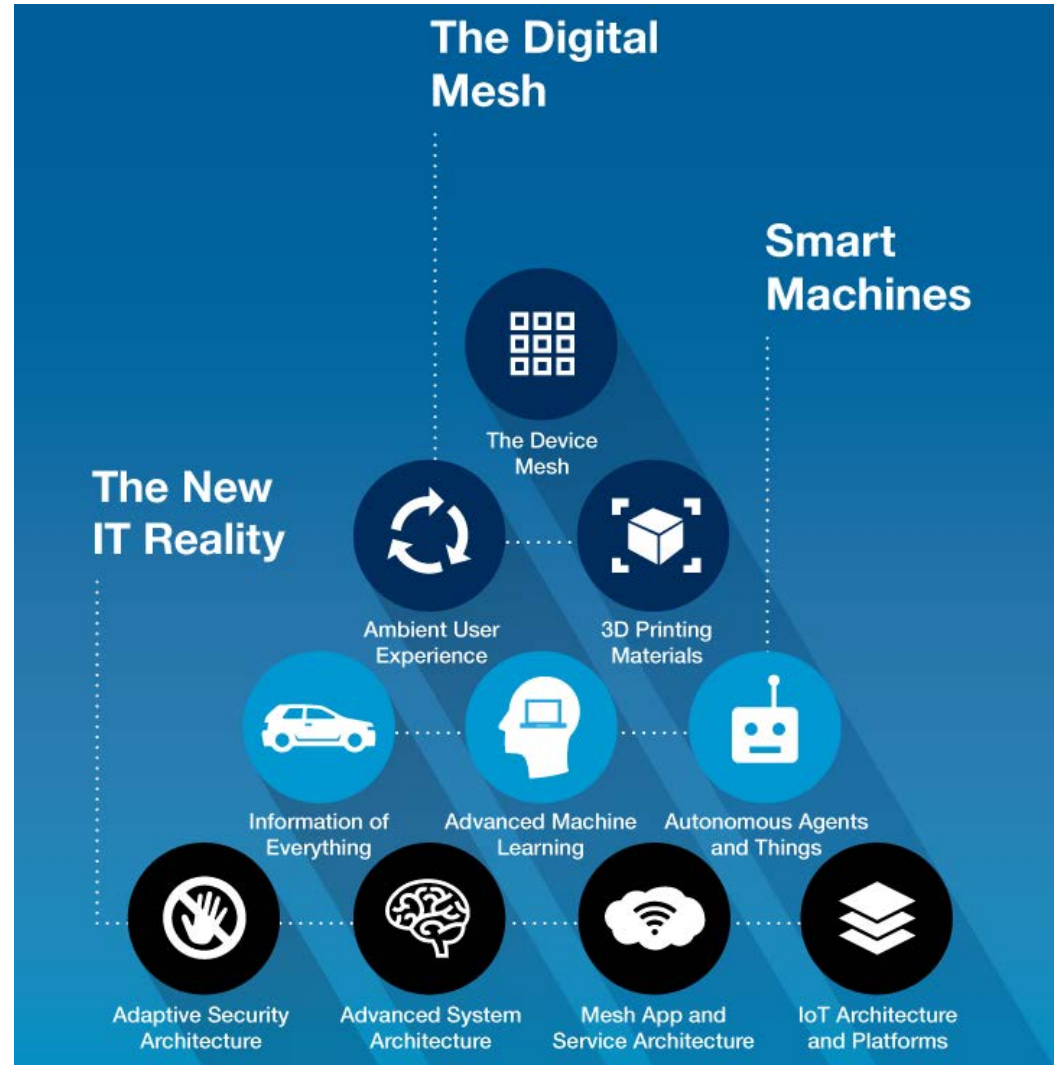 The Digital
Mesh
Smart
Machines
The Device
Mesh
The New
IT Reality
Ambient User
Experience
3D Printing
Materials
Information of
Everything
Advanced Machine
Learning
Autonomous Agents
and Things
Adaptive Security
Architecture
Advanced System
Architecture
Mesh App and
Service Architecture
IoT Architecture
and Platforms